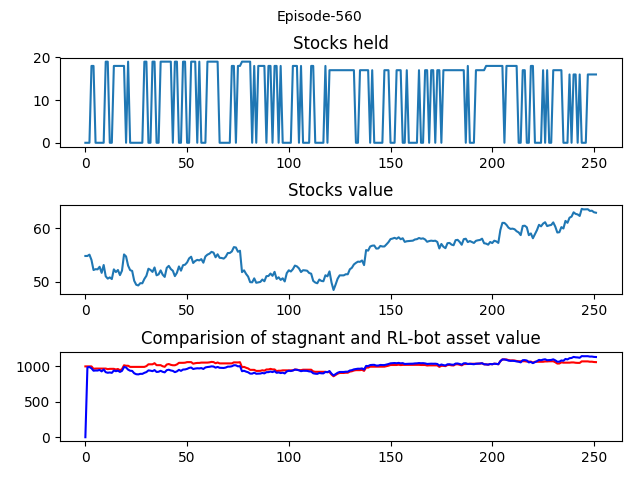 Episode-560
Stocks held
20
10
0
0 50 100 150 200 250
Stocks value
60
50
0 50 100 150 200 250
Comparision of stagnant and RL-bot asset value
1000
500
0
0 50 100 150 200 250